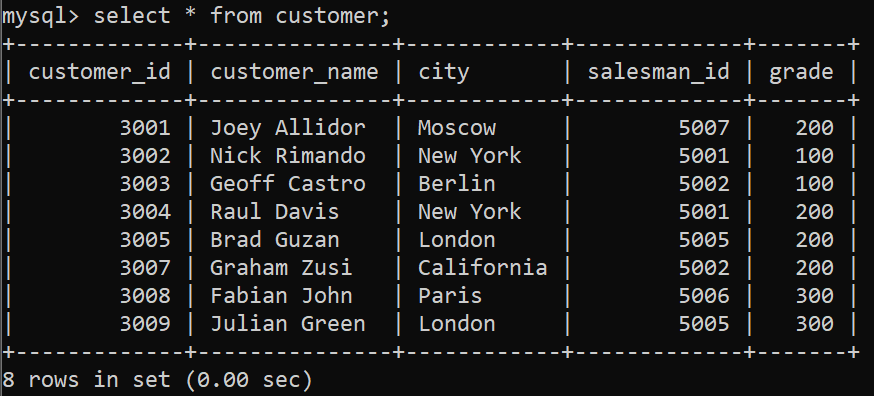 mysql> select * from customer;
+-------------+---------------+------------+-------------+-------+
| customer_id | customer_name | city       | salesman_id | grade |
+-------------+---------------+------------+-------------+-------+
|        3001 | Joey Allidor  | Moscow     |        5007 |   200 |
|        3002 | Nick Rimando  | New York   |        5001 |   100 |
|        3003 | Geoff Castro  | Berlin     |        5002 |   100 |
|        3004 | Raul Davis    | New York   |        5001 |   200 |
|        3005 | Brad Guzan    | London     |        5005 |   200 |
|        3007 | Graham Zusi   | California |        5002 |   200 |
|        3008 | Fabian John   | Paris      |        5006 |   300 |
|        3009 | Julian Green  | London     |        5005 |   300 |
+-------------+---------------+------------+-------------+-------+
8 rows in set (0.00 sec)